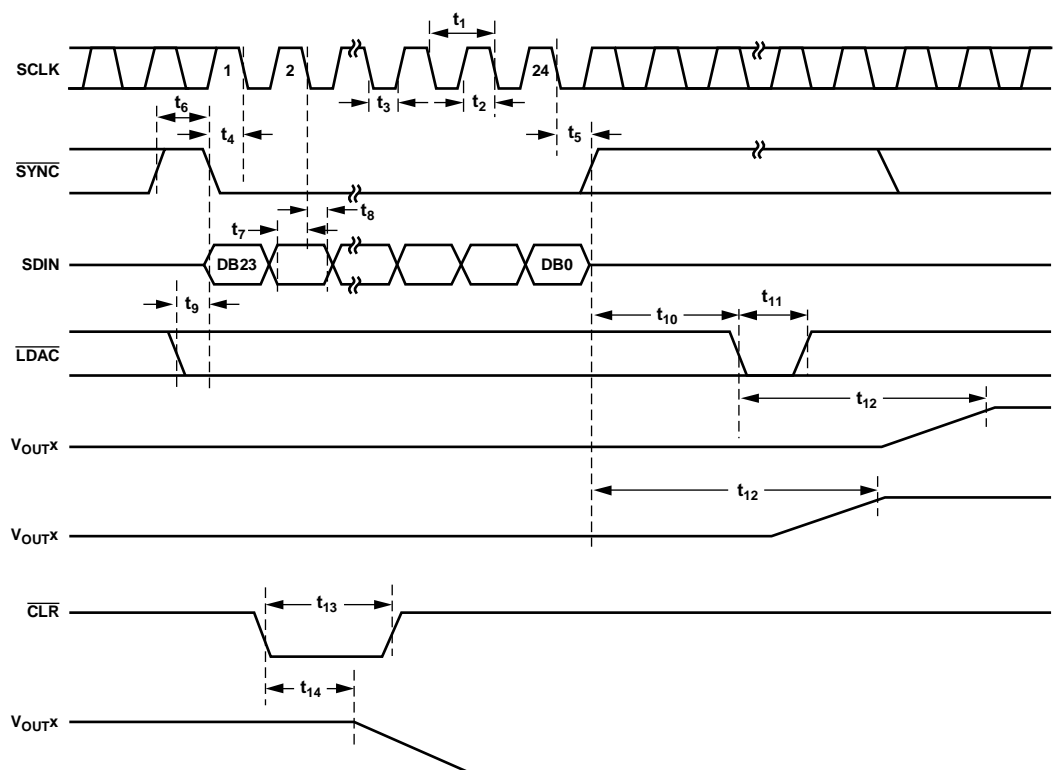 t1
SCLK
1
2
24
t3
t2
t6
t4
t5
SYNC
t7
t8
SDIN
DB23
DB0
t9
t10
t11
LDAC
t12
VOUTx
t12
VOUTx
CLR
t13
t14
VOUTx